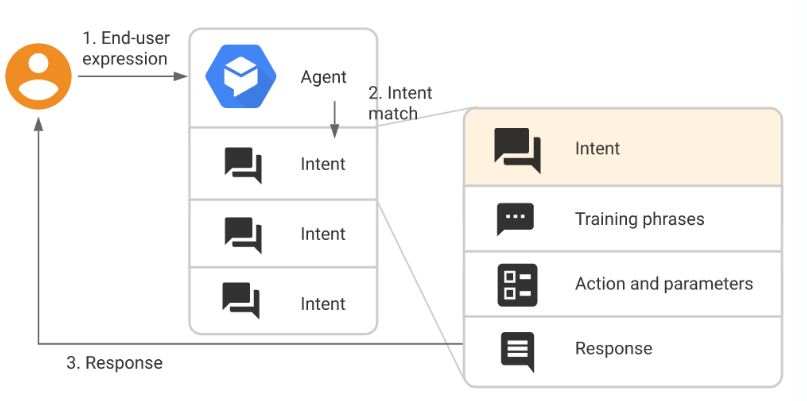 1. End-user
expression
Agent
2. Intent
match
Intent
Intent
Intent
Intent
Training phrases
Action and parameters
Response
3. Response